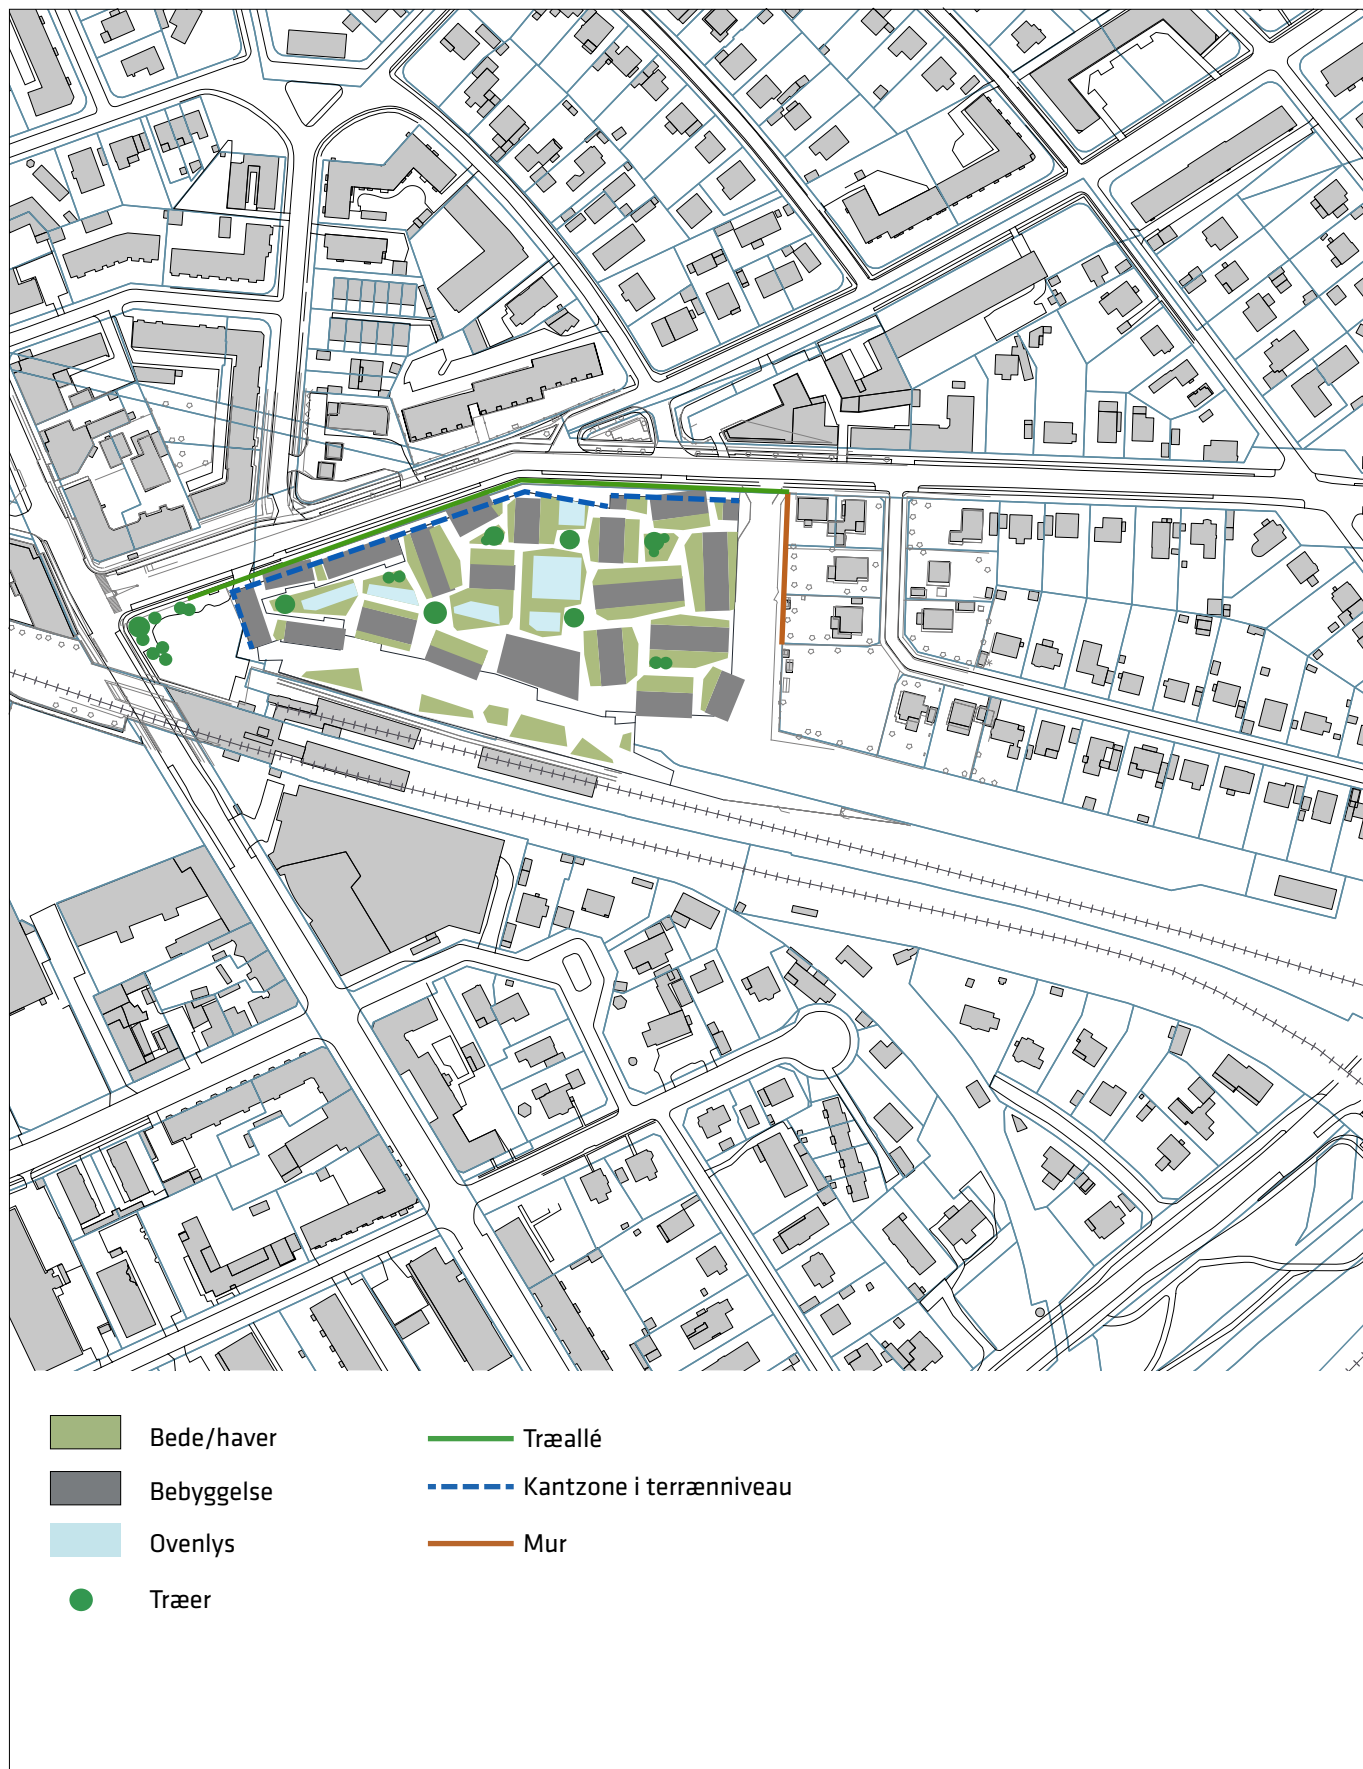 Bede/haver
Bebyggelse
Ovenlys
Træer
Træallé
Kantzone i terrænniveau
Mur